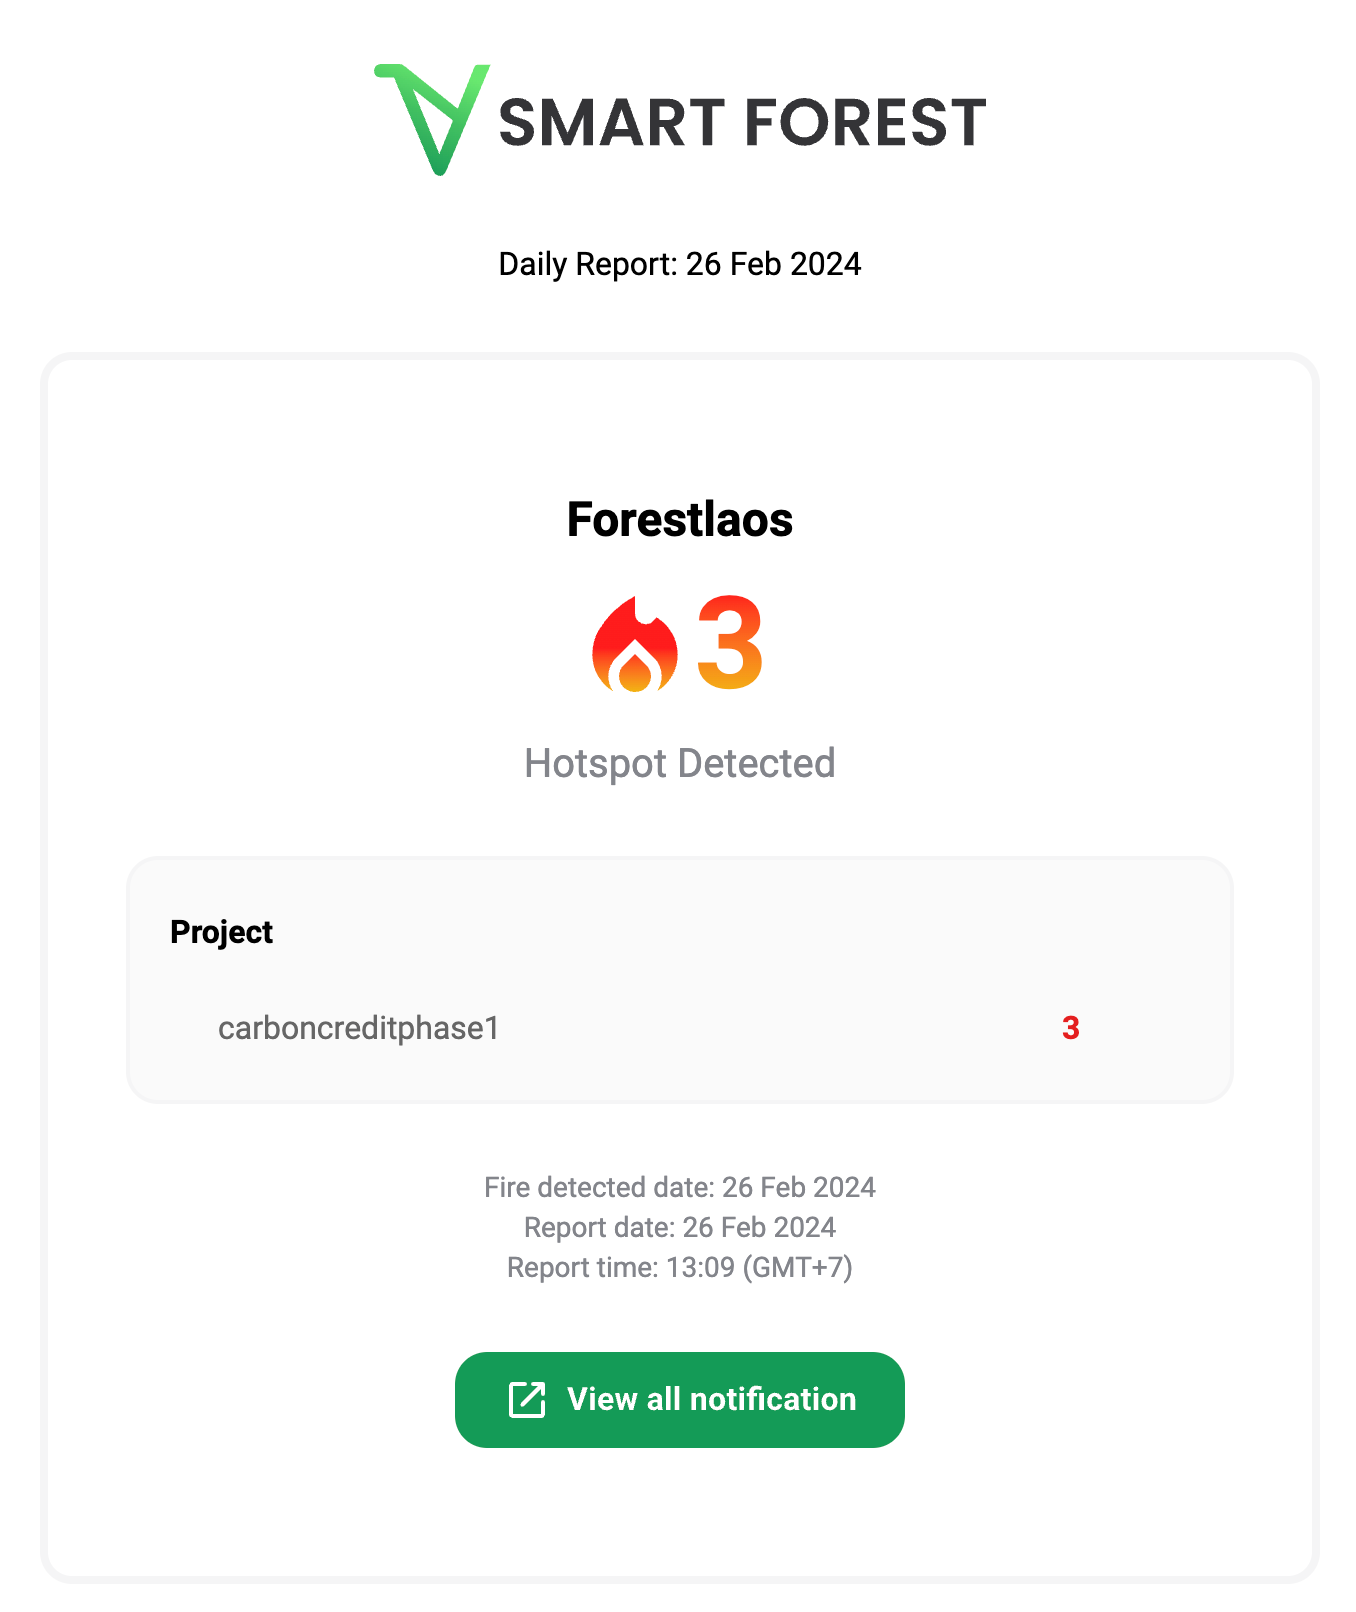 SMART FOREST
Daily Report: 26 Feb 2024
Forestlaos
3
Hotspot Detected
Project
carboncreditphase1 3
Fire detected date: 26 Feb 2024
Report date: 26 Feb 2024
Report time: 13:09 (GMT+7)
View all notification